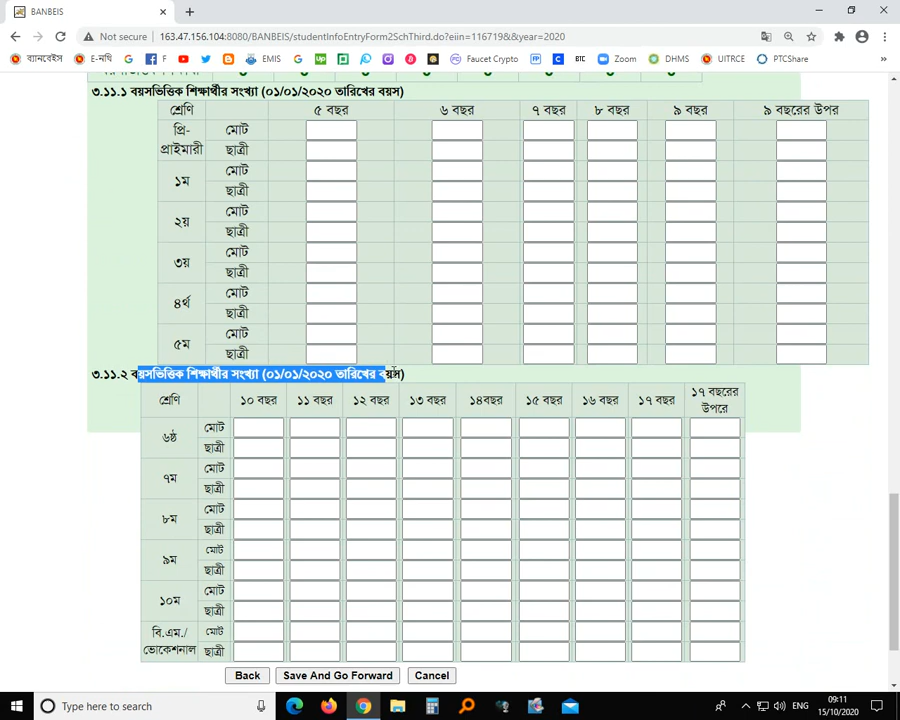 BANBEIS
Not secure | 163.47.156.104:8080/BANBEIS/studentInfoEntryForm2SchThird.do?eiin=116719&&year=2020
ব্যানবেইস E-মঘি F EMIS Faucet Crypto BTC Zoom DHMS UITRCE PTCShare »
৩.১১.১ বয়সভিত্তিক শিক্ষার্থীর সংখ্যা (০১/০১/২০২০ তারিখের বয়স)
শ্রেণি ৫ বছর ৬ বছর ৭ বছর ৮ বছর ৯ বছর ৯ বছরের উপর
প্রি-প্রাইমারী মোট
ছাত্রী
১ম মোট
ছাত্রী
২য় মোট
ছাত্রী
৩য় মোট
ছাত্রী
৪র্থ মোট
ছাত্রী
৫ম মোট
ছাত্রী
৩.১১.২ বয়সভিত্তিক শিক্ষার্থীর সংখ্যা (০১/০১/২০২০ তারিখের বয়স)
শ্রেণি ১০ বছর ১১ বছর ১২ বছর ১৩ বছর ১৪বছর ১৫ বছর ১৬ বছর ১৭ বছর ১৭ বছরের উপরে
৬ষ্ঠ মোট
ছাত্রী
৭ম মোট
ছাত্রী
৮ম মোট
ছাত্রী
৯ম মোট
ছাত্রী
১০ম মোট
ছাত্রী
বি.এম./ভোকেশনাল মোট
ছাত্রী
Back Save And Go Forward Cancel
Type here to search
ENG
09:11
15/10/2020